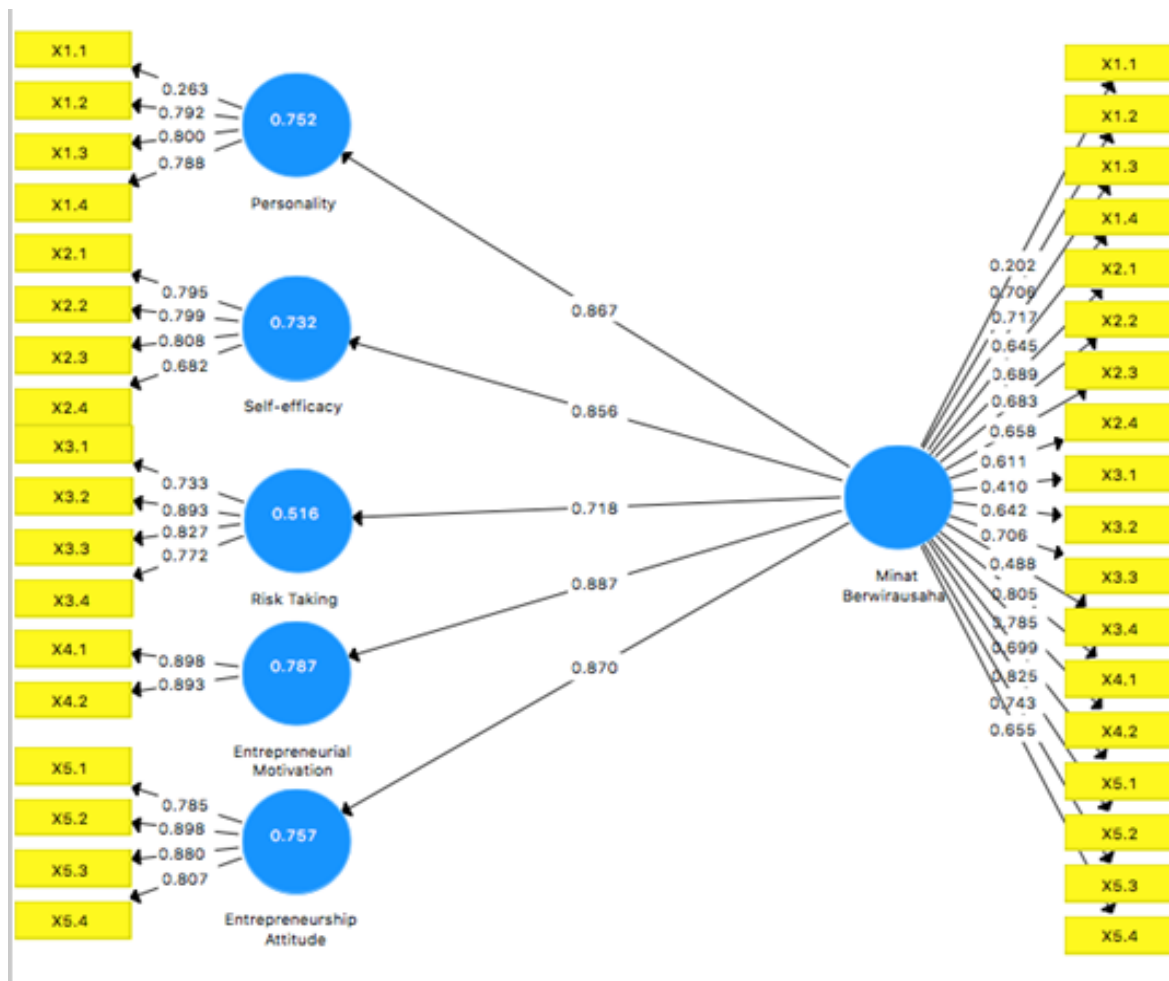 X1.1
X1.2
X1.3
X1.4
X2.1
X2.2
X2.3
X2.4
X3.1
X3.2
X3.3
X3.4
X4.1
X4.2
X5.1
X5.2
X5.3
X5.4
0.263
0.792
0.800
0.788
0.795
0.799
0.808
0.682
0.733
0.893
0.827
0.772
0.898
0.893
0.785
0.898
0.880
0.807
0.752
Personality
0.732
Self-efficacy
0.516
Risk Taking
0.787
Entrepreneurial
Motivation
0.757
Entrepreneurship
Attitude
0.867
0.856
0.718
0.887
0.870
Minat
Berwirausaha
0.202
0.706
0.717
0.645
0.689
0.683
0.658
0.611
0.410
0.642
0.706
0.488
0.805
0.785
0.699
0.825
0.743
0.655
X1.1
X1.2
X1.3
X1.4
X2.1
X2.2
X2.3
X2.4
X3.1
X3.2
X3.3
X3.4
X4.1
X4.2
X5.1
X5.2
X5.3
X5.4